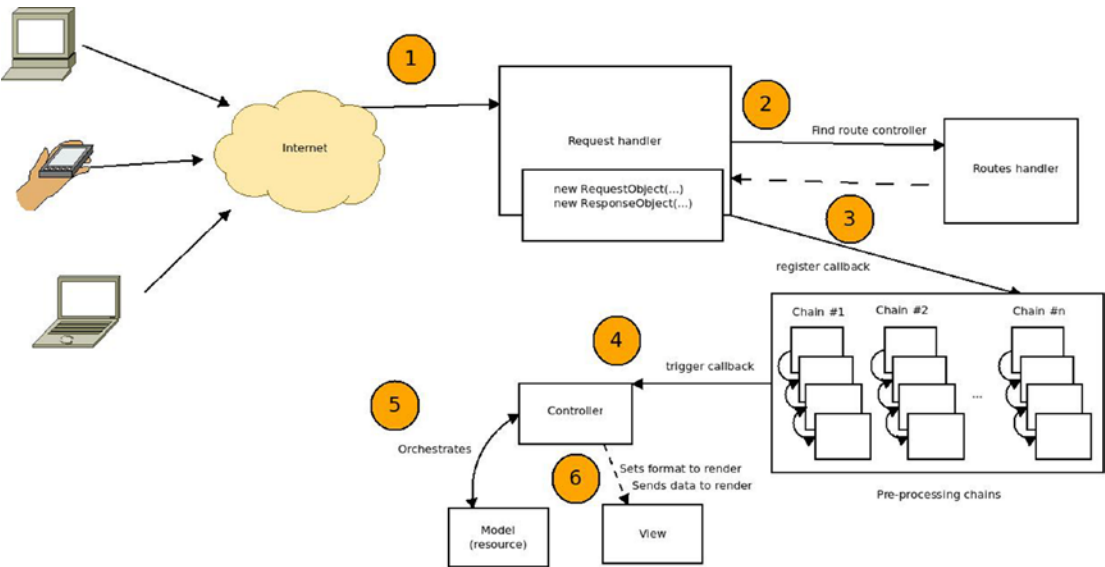 1
2
Find route controller
Internet
Request handler
Routes handler
new RequestObject(...)
new ResponseObject(...)
3
register callback
Chain #1
Chain #2
Chain #n
4
trigger callback
...
5
Controller
Orchestrates
6
Sets format to render
Sends data to render
Pre-processing chains
Model
(resource)
View